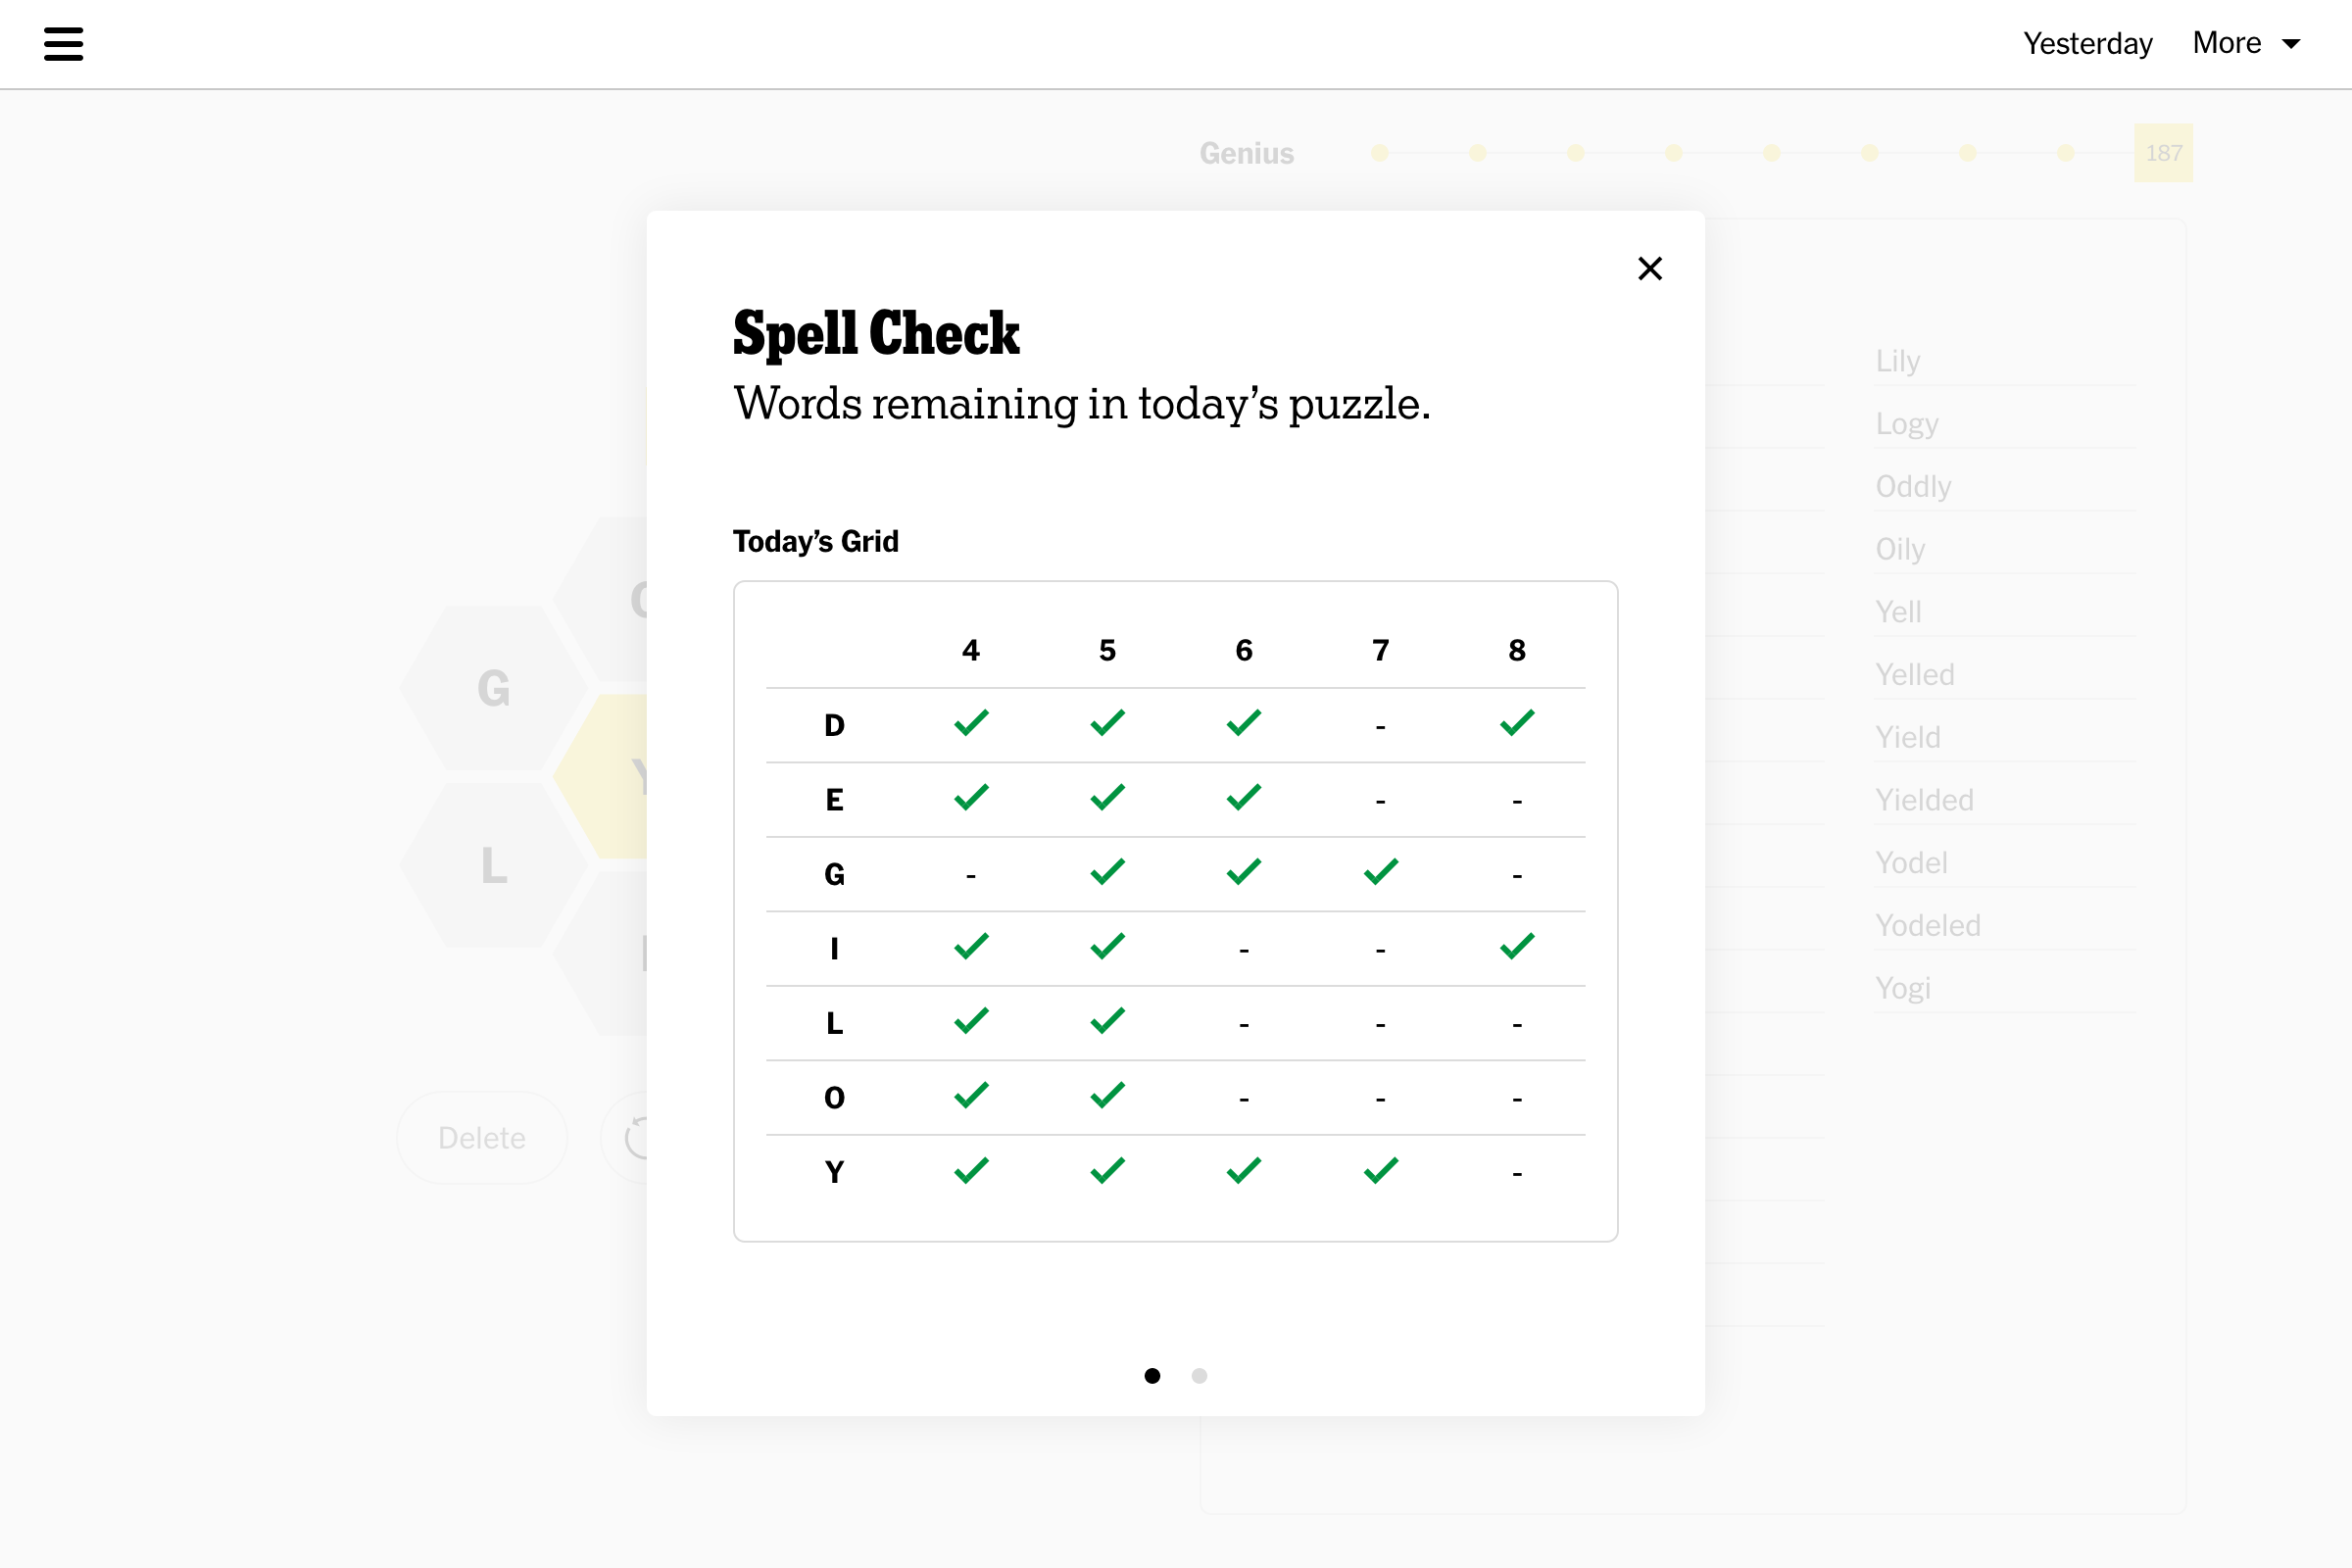 Yesterday More
Genius 187
Spell Check
Words remaining in today’s puzzle.
Today’s Grid
4 5 6 7 8
D - 
E - -
G - -
I - -
L - - -
O - - -
Y -
G
L
Y
Delete
Lily
Logy
Oddly
Oily
Yell
Yelled
Yield
Yielded
Yodel
Yodeled
Yogi